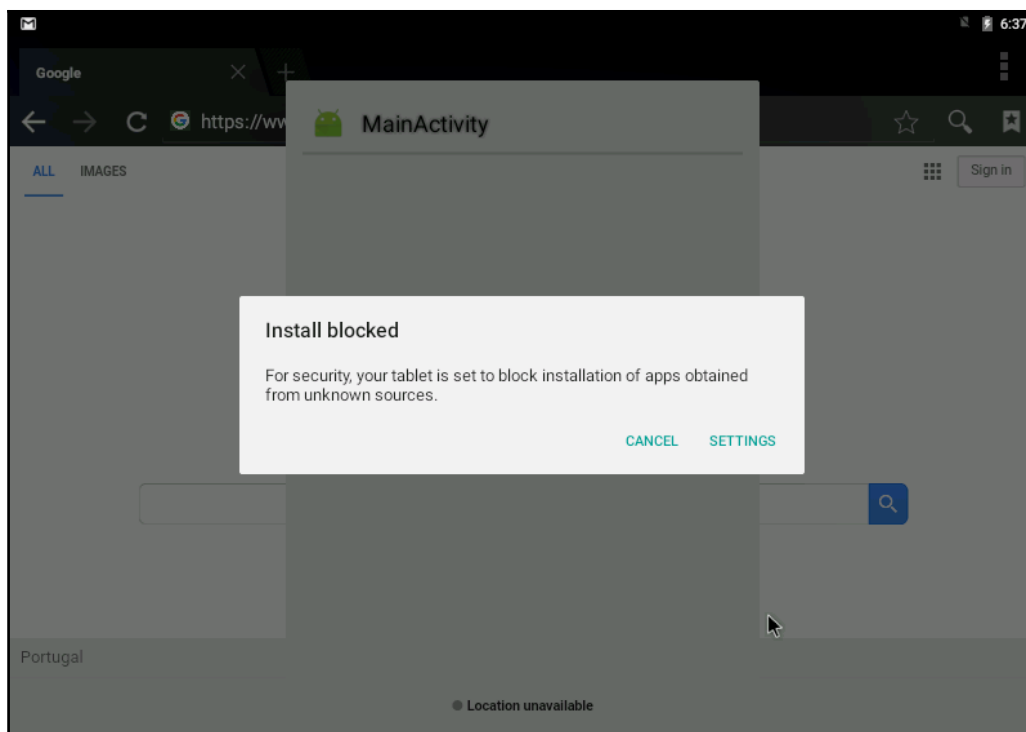 6:37
Google
https://ww
MainActivity
ALL IMAGES
Sign in
Install blocked
For security, your tablet is set to block installation of apps obtained
from unknown sources.
CANCEL SETTINGS
Portugal
Location unavailable